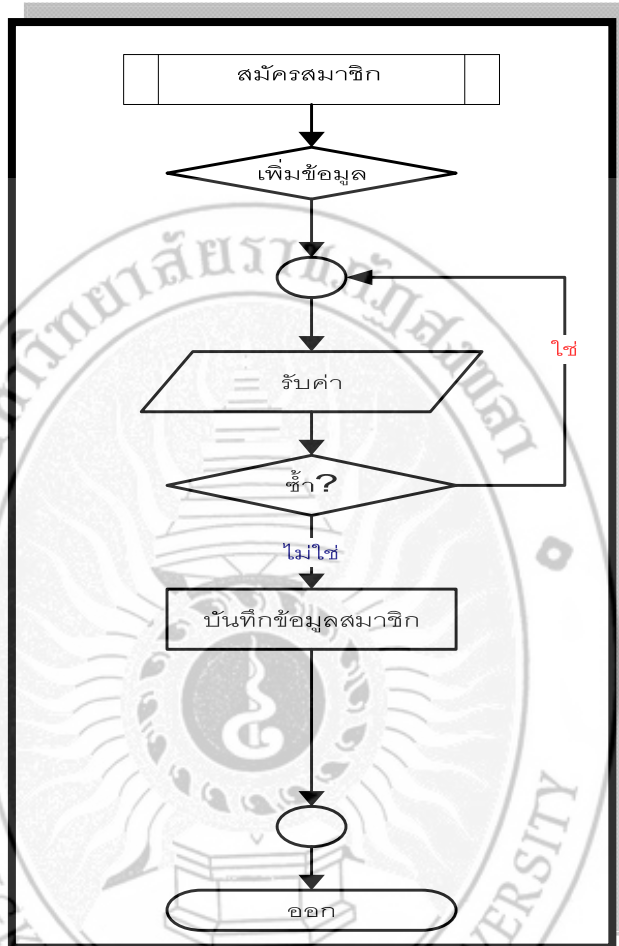 สมัครสมาชิก
เพิ่มข้อมูล
รับค่า
ใช่
ซ้ำ?
ไม่ใช่
บันทึกข้อมูลสมาชิก
ออก